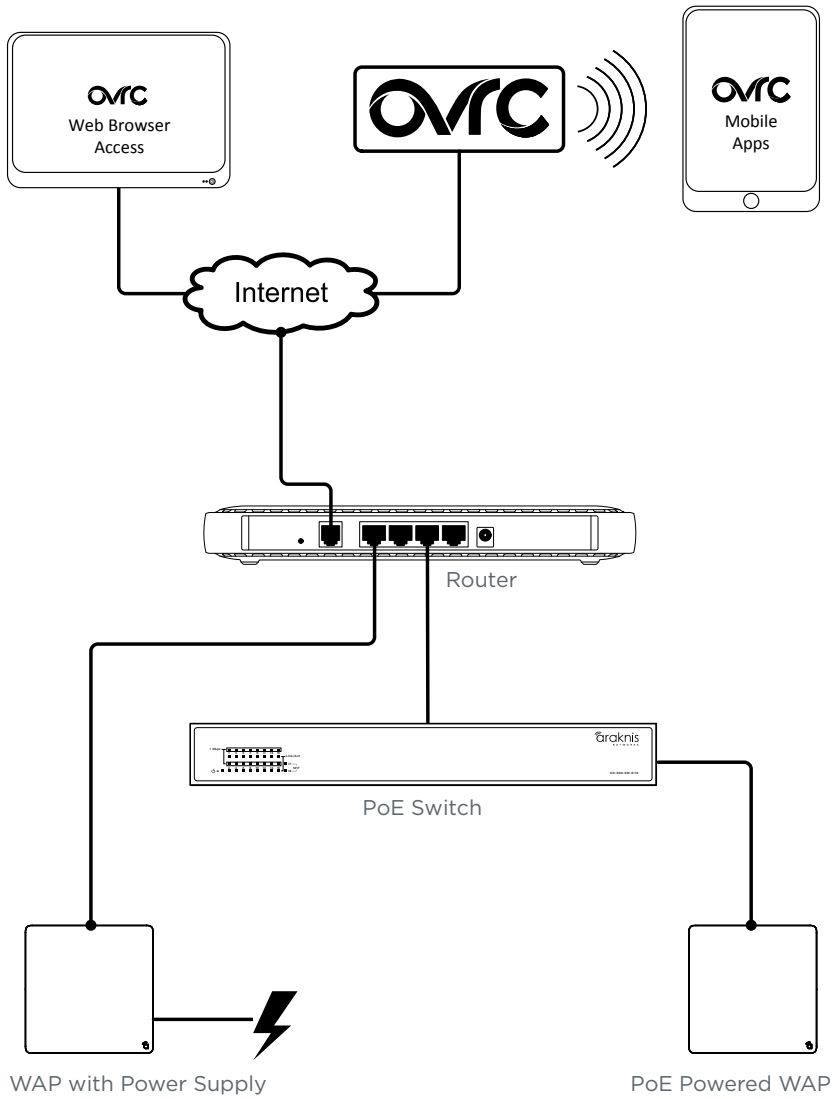 OVRC
Web Browser
Access
OVRC
OVRC
Mobile
Apps
Internet
Router
araknis
NETWORKS
PoE Switch
WAP with Power Supply
PoE Powered WAP